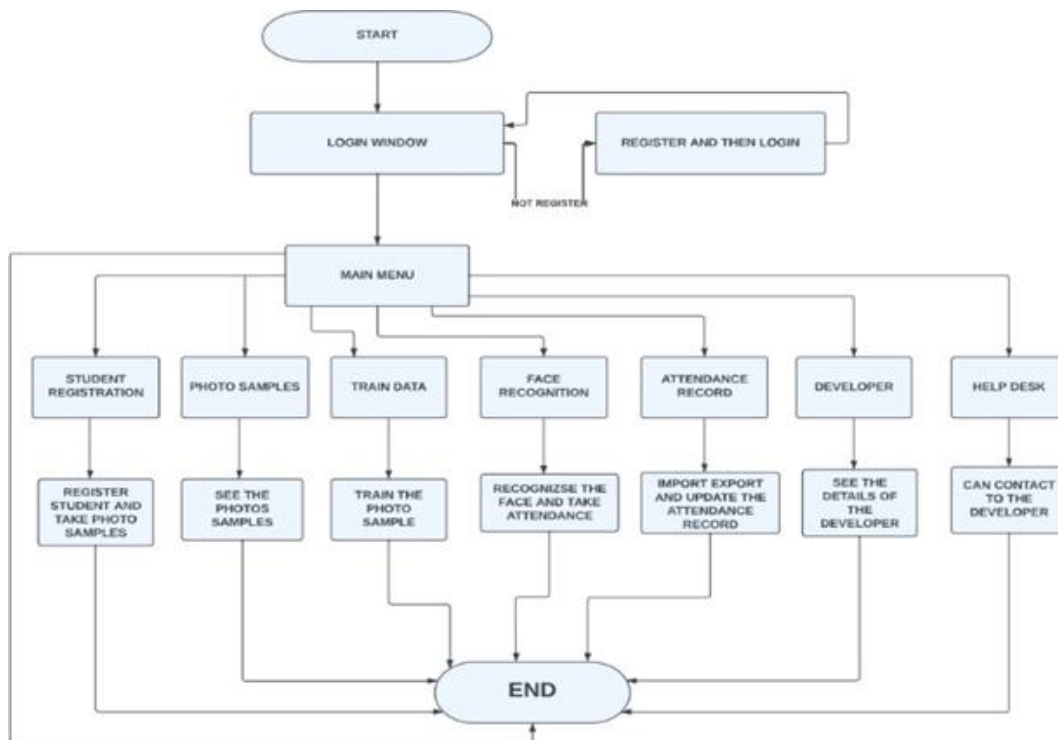 START
LOGIN WINDOW
REGISTER AND THEN LOGIN
NOT REGISTER
MAIN MENU
STUDENT
REGISTRATION
PHOTO SAMPLES
TRAIN DATA
FACE
RECOGNITION
ATTENDANCE
RECORD
DEVELOPER
HELP DESK
REGISTER
STUDENT AND
TAKE PHOTO
SAMPLES
SEE THE
PHOTOS
SAMPLES
TRAIN THE
PHOTO
SAMPLE
RECOGNIZSE THE
FACE AND TAKE
ATTENDANCE
IMPORT EXPORT
AND UPDATE THE
ATTENDANCE
RECORD
SEE THE
DETAILS OF
THE
DEVELOPER
CAN CONTACT
TO THE
DEVELOPER
END